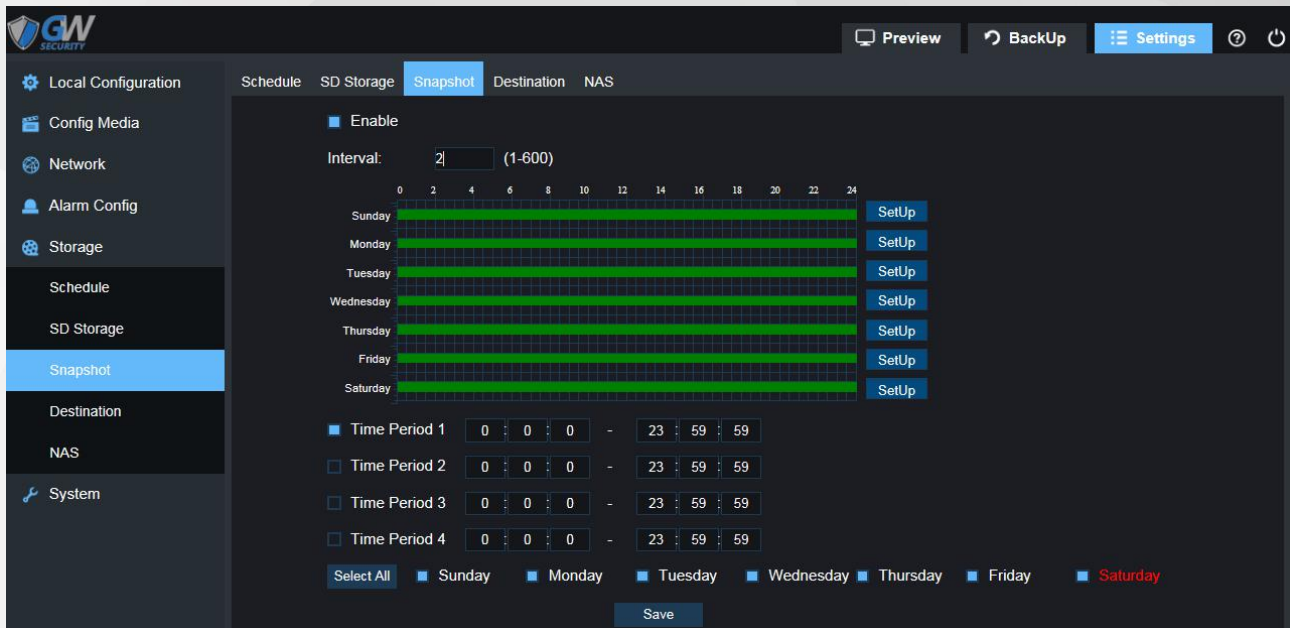 GW
SECURITY
Preview
BackUp
Settings
Local Configuration
Config Media
Network
Alarm Config
Storage
Schedule
SD Storage
Snapshot
Destination
NAS
System
Schedule SD Storage Snapshot Destination NAS
Enable
Interval: 2 (1-600)
0 2 4 6 8 10 12 14 16 18 20 22 24
Sunday SetUp
Monday SetUp
Tuesday SetUp
Wednesday SetUp
Thursday SetUp
Friday SetUp
Saturday SetUp
Time Period 1 0 : 0 : 0 - 23 : 59 : 59
Time Period 2 0 : 0 : 0 - 23 : 59 : 59
Time Period 3 0 : 0 : 0 - 23 : 59 : 59
Time Period 4 0 : 0 : 0 - 23 : 59 : 59
Select All Sunday Monday Tuesday Wednesday Thursday Friday Saturday
Save